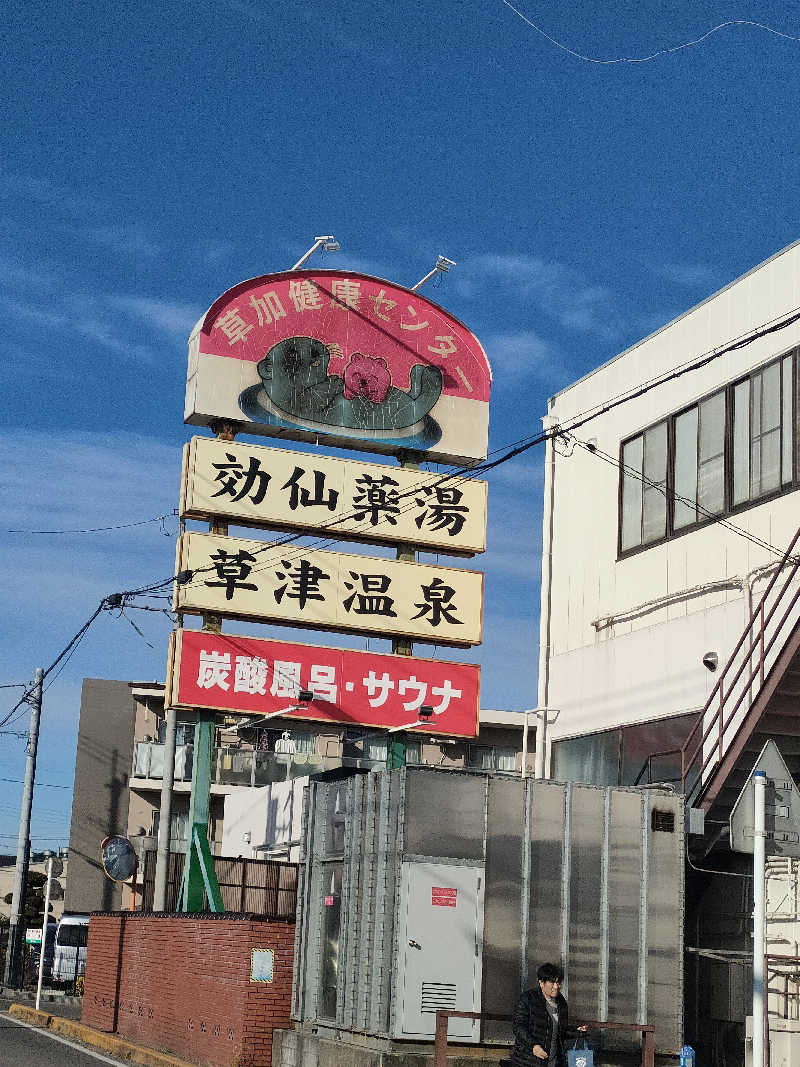 草加健康センター
効仙薬湯
草津温泉
炭酸風呂・サウナ